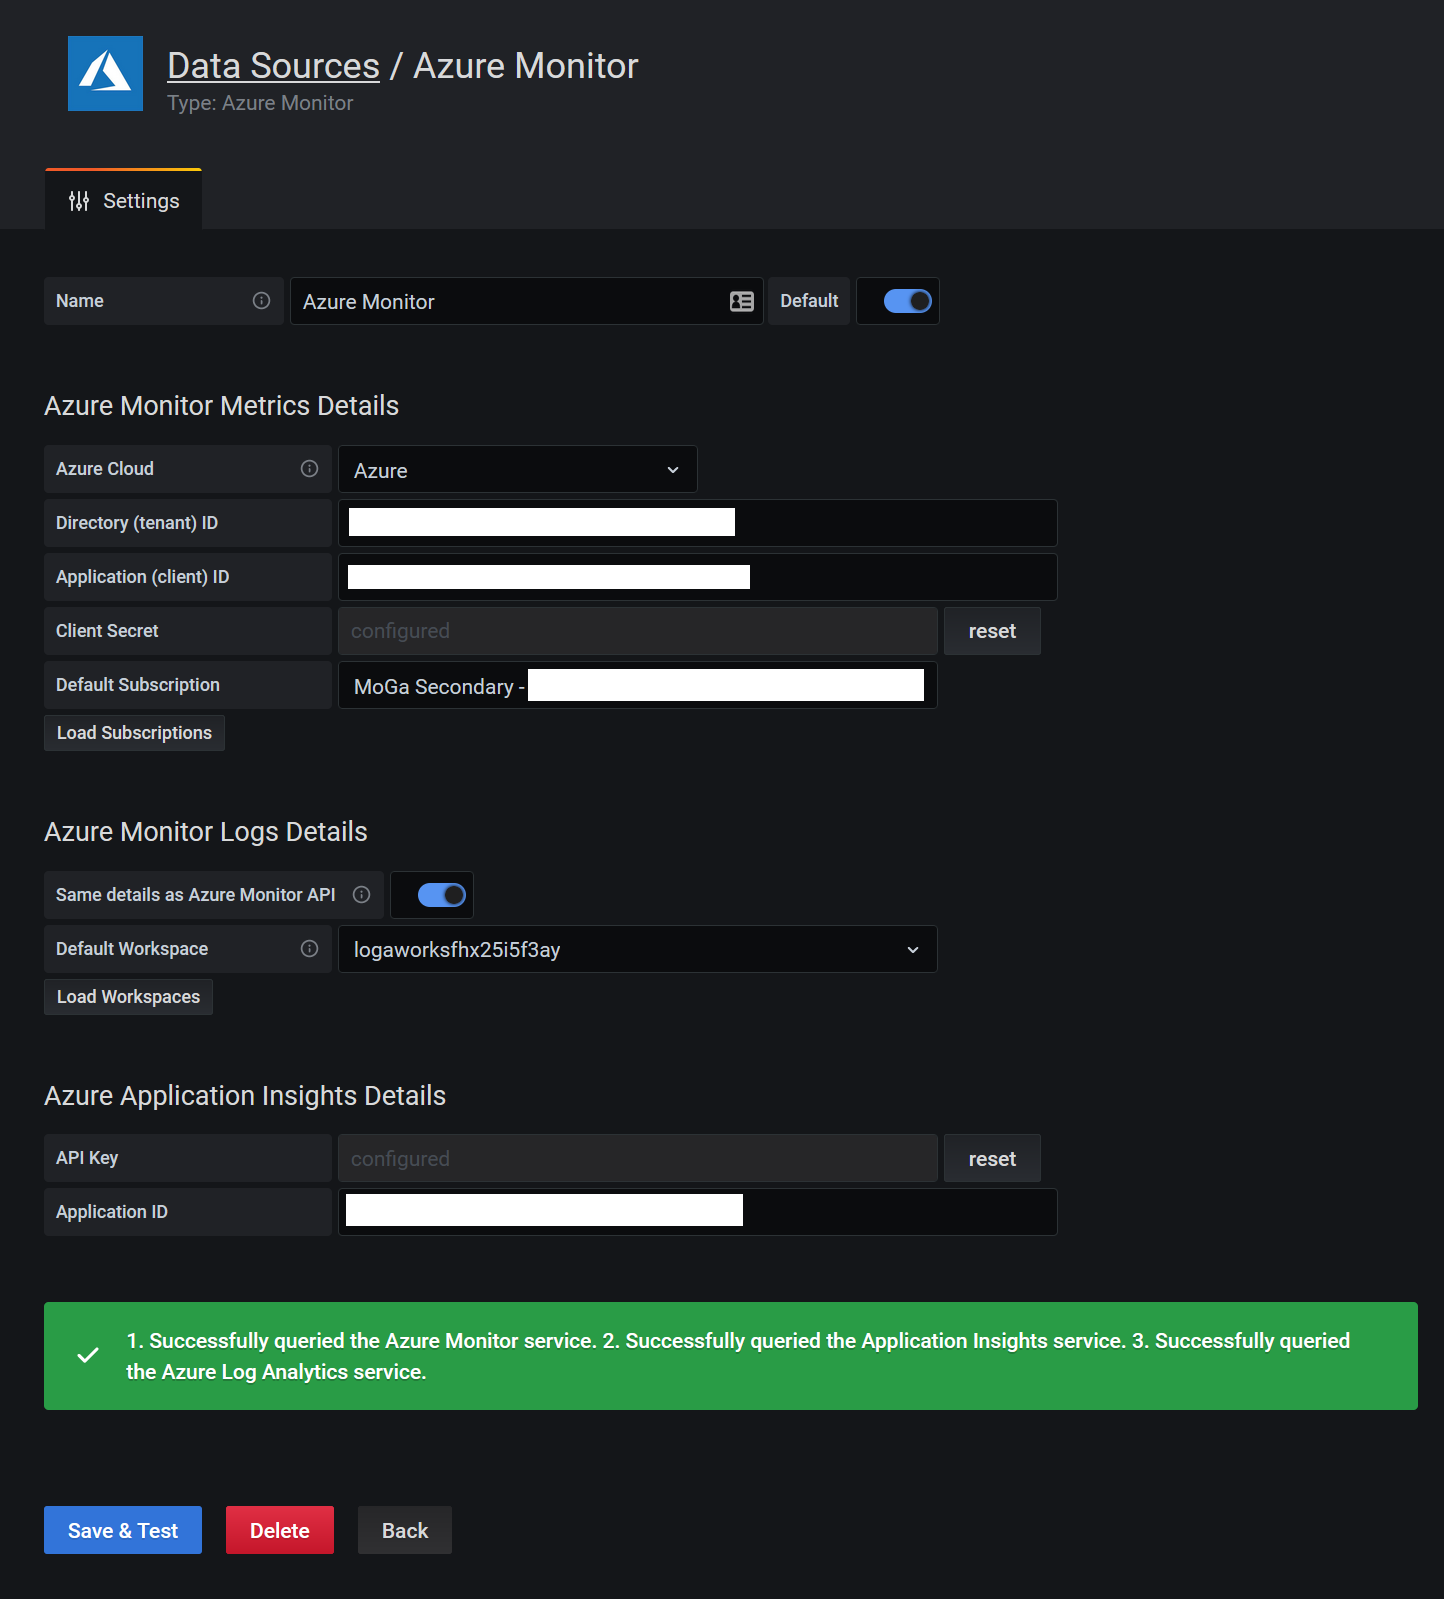 Data Sources / Azure Monitor
Type: Azure Monitor
Settings
Name Azure Monitor Default
Azure Monitor Metrics Details
Azure Cloud Azure
Directory (tenant) ID
Application (client) ID
Client Secret configured reset
Default Subscription MoGa Secondary -
Load Subscriptions
Azure Monitor Logs Details
Same details as Azure Monitor API
Default Workspace logaworksfhx25i5f3ay
Load Workspaces
Azure Application Insights Details
API Key configured reset
Application ID
1. Successfully queried the Azure Monitor service. 2. Successfully queried the Application Insights service. 3. Successfully queried
the Azure Log Analytics service.
Save & Test Delete Back